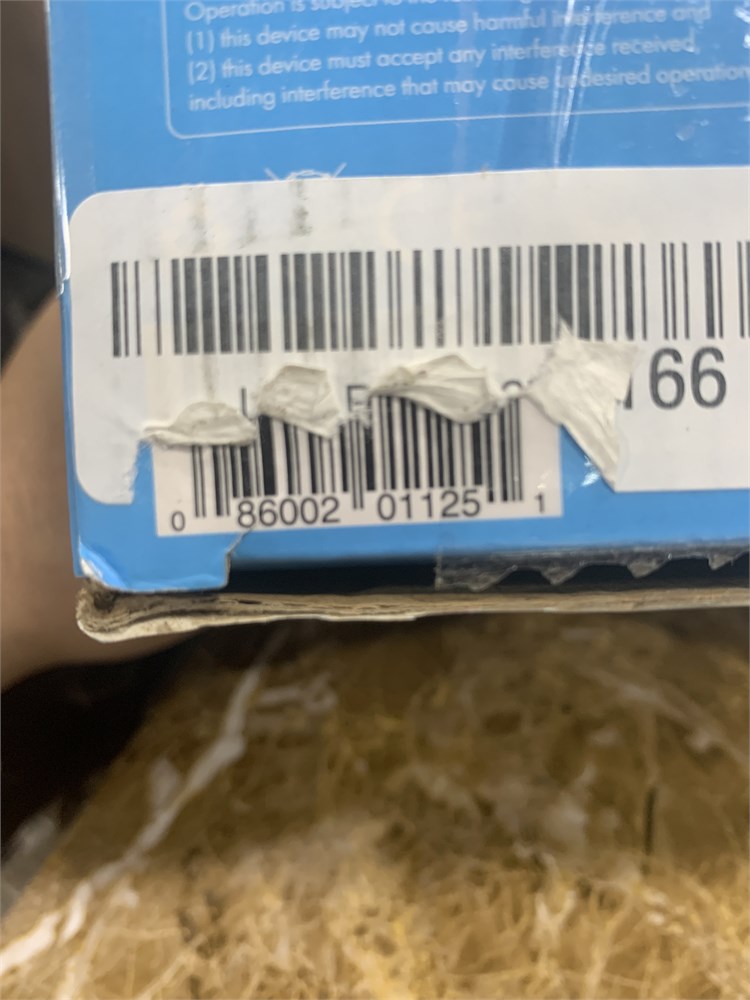 Operation is subject to the
(1) this device may not cause harmful interference and
(2) this device must accept any interference received,
including interference that may cause undesired operation
166
0 86002 01125 1